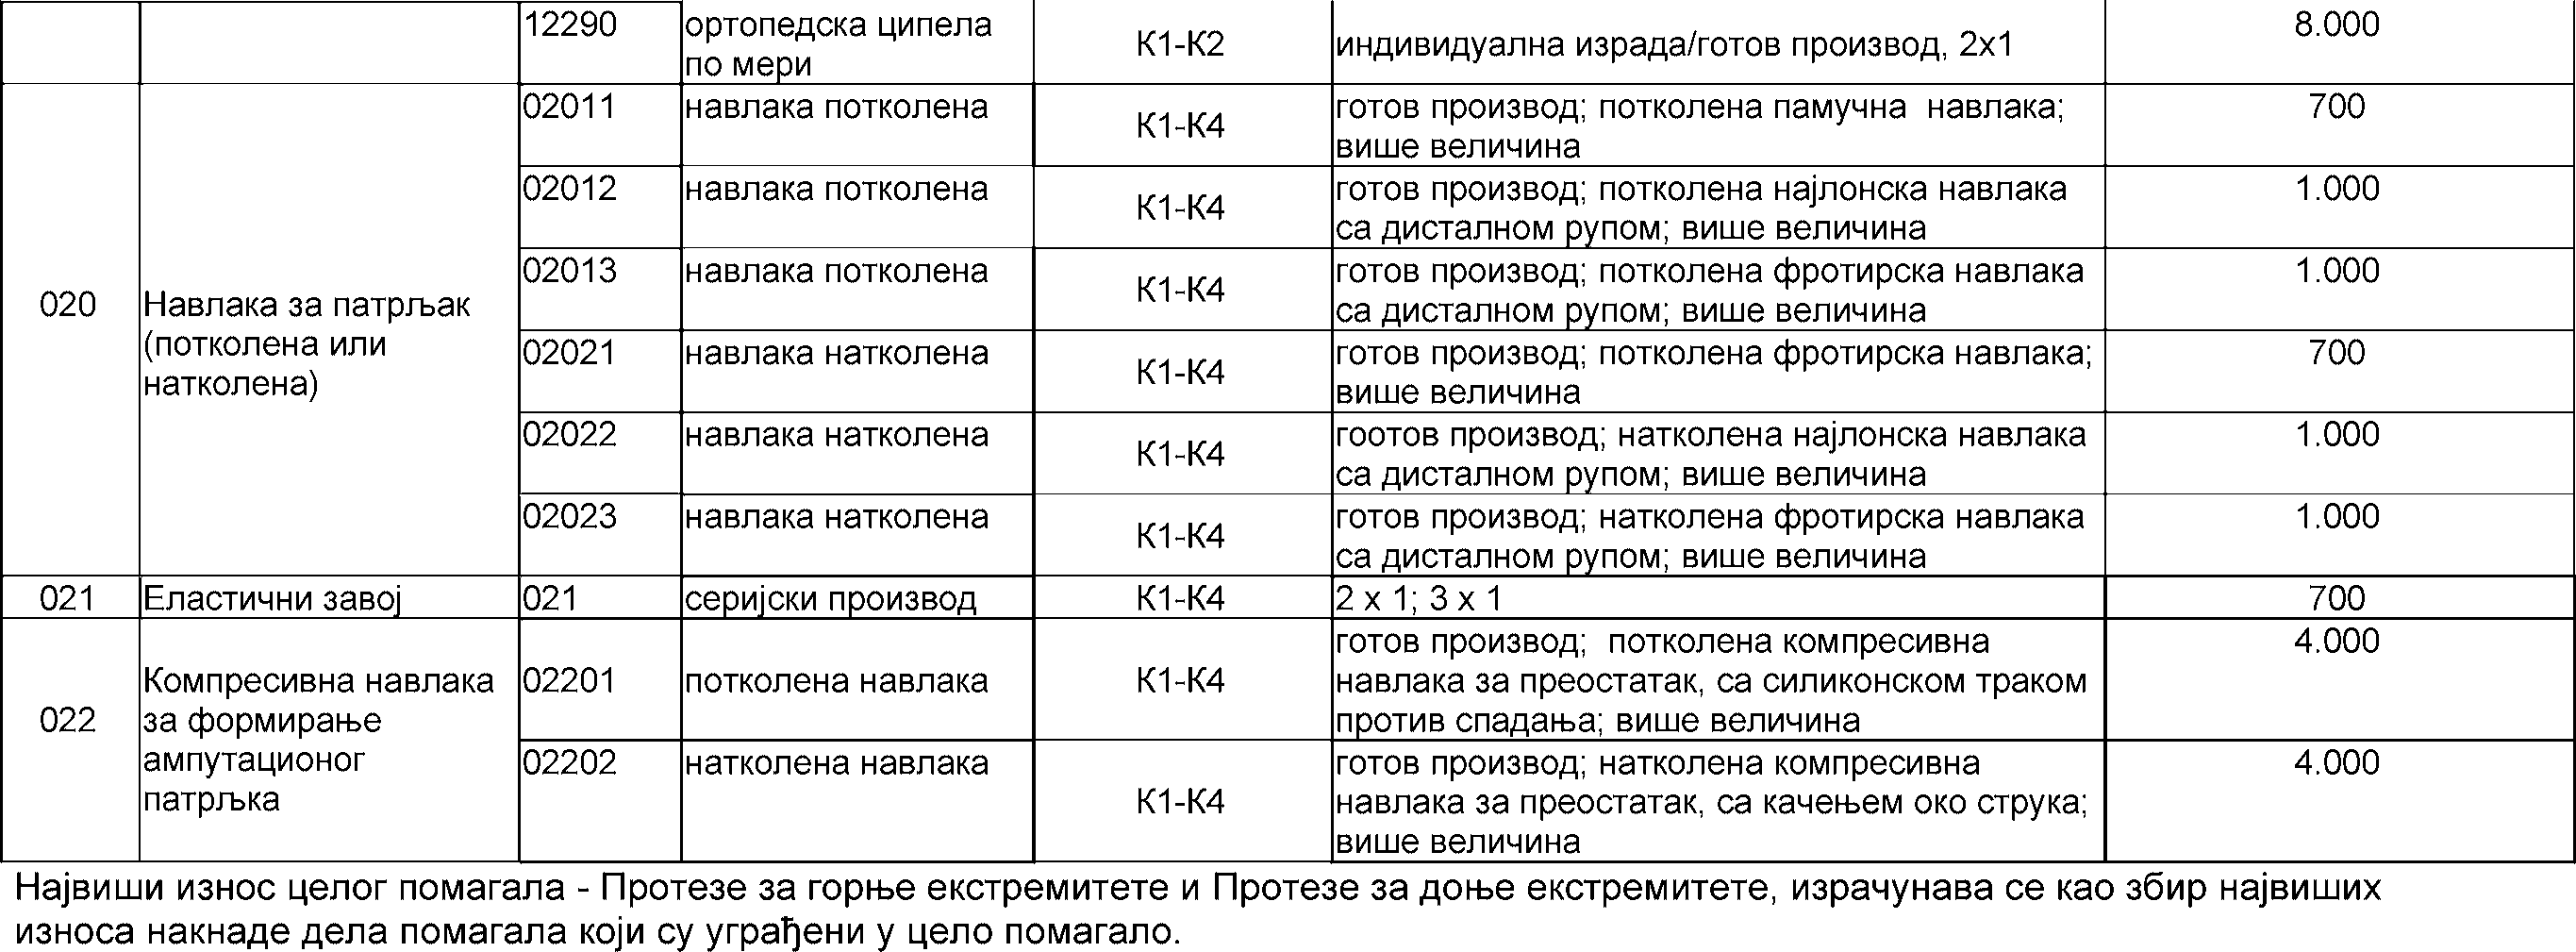 12290 ортопедска ципела по мери К1-К2 индивидуална израда/готов производ, 2x1 8.000
020 Навлака за патрљак (потколена или натколена)
02011 навлака потколена К1-К4 готов производ; потколена памучна навлака; више величина 700
02012 навлака потколена К1-К4 готов производ; потколена најлонска навлака са дисталном рупом; више величина 1.000
02013 навлака потколена К1-К4 готов производ; потколена фротирска навлака са дисталном рупом; више величина 1.000
02021 навлака натколена К1-К4 готов производ; потколена фротирска навлака; више величина 700
02022 навлака натколена К1-К4 гоотов производ; натколена најлонска навлака са дисталном рупом; више величина 1.000
02023 навлака натколена К1-К4 готов производ; натколена фротирска навлака са дисталном рупом; више величина 1.000
021 Еластични завој 021 серијски производ К1-К4 2 x 1; 3 x 1 700
022 Компресивна навлака за формирање ампутационог патрљка
02201 потколена навлака К1-К4 готов производ; потколена компресивна навлака за преостатак, са силиконском траком против спадања; више величина 4.000
02202 натколена навлака К1-К4 готов производ; натколена компресивна навлака за преостатак, са качењем око струка; више величина 4.000
Највиши износ целог помагала - Протезе за горње екстремитете и Протезе за доње екстремитете, израчунава се као збир највиших
износа накнаде дела помагала који су уграђени у цело помагало.